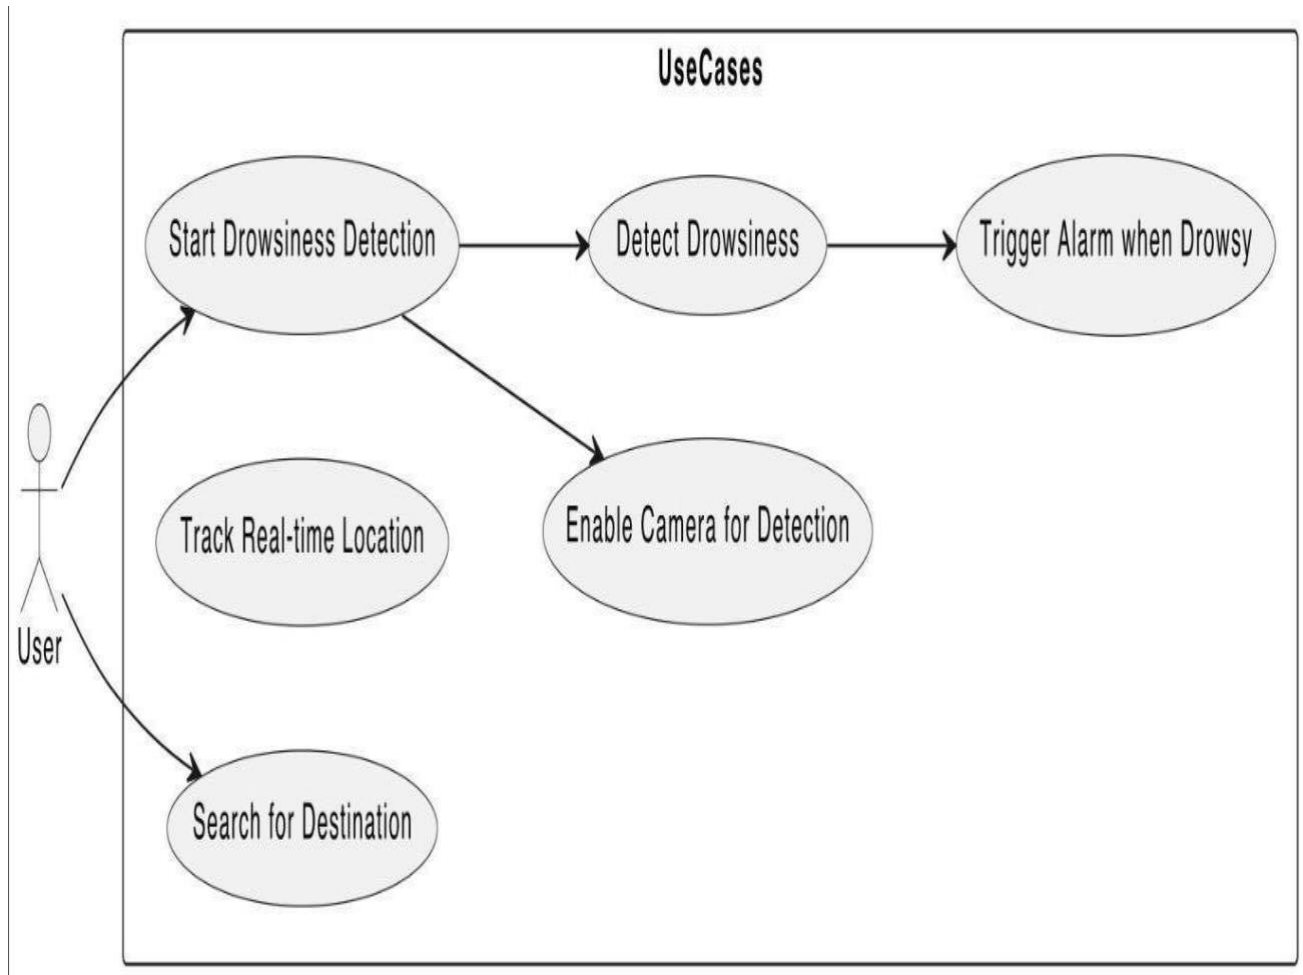 UseCases
Start Drowsiness Detection
Detect Drowsiness
Trigger Alarm when Drowsy
Track Real-time Location
Enable Camera for Detection
User
Search for Destination